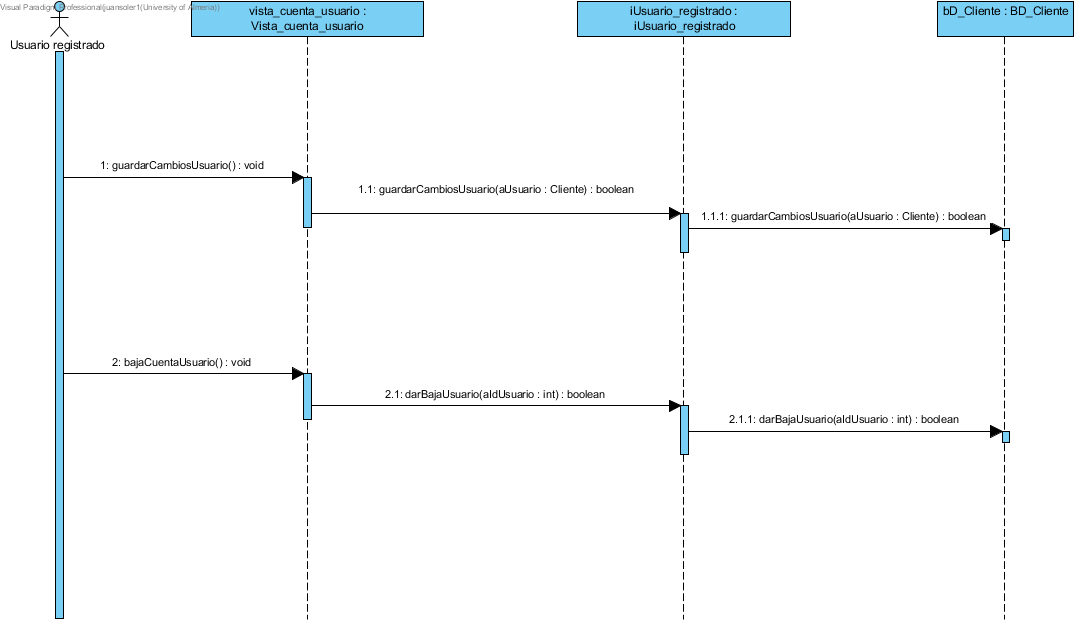 Visual Paradigm Professional(juansoler1(University of Almeria))
Usuario registrado
vista_cuenta_usuario :
Vista_cuenta_usuario
iUsuario_registrado :
iUsuario_registrado
bD_Cliente : BD_Cliente
1: guardarCambiosUsuario() : void
1.1: guardarCambiosUsuario(aUsuario : Cliente) : boolean
1.1.1: guardarCambiosUsuario(aUsuario : Cliente) : boolean
2: bajaCuentaUsuario() : void
2.1: darBajaUsuario(aIdUsuario : int) : boolean
2.1.1: darBajaUsuario(aIdUsuario : int) : boolean